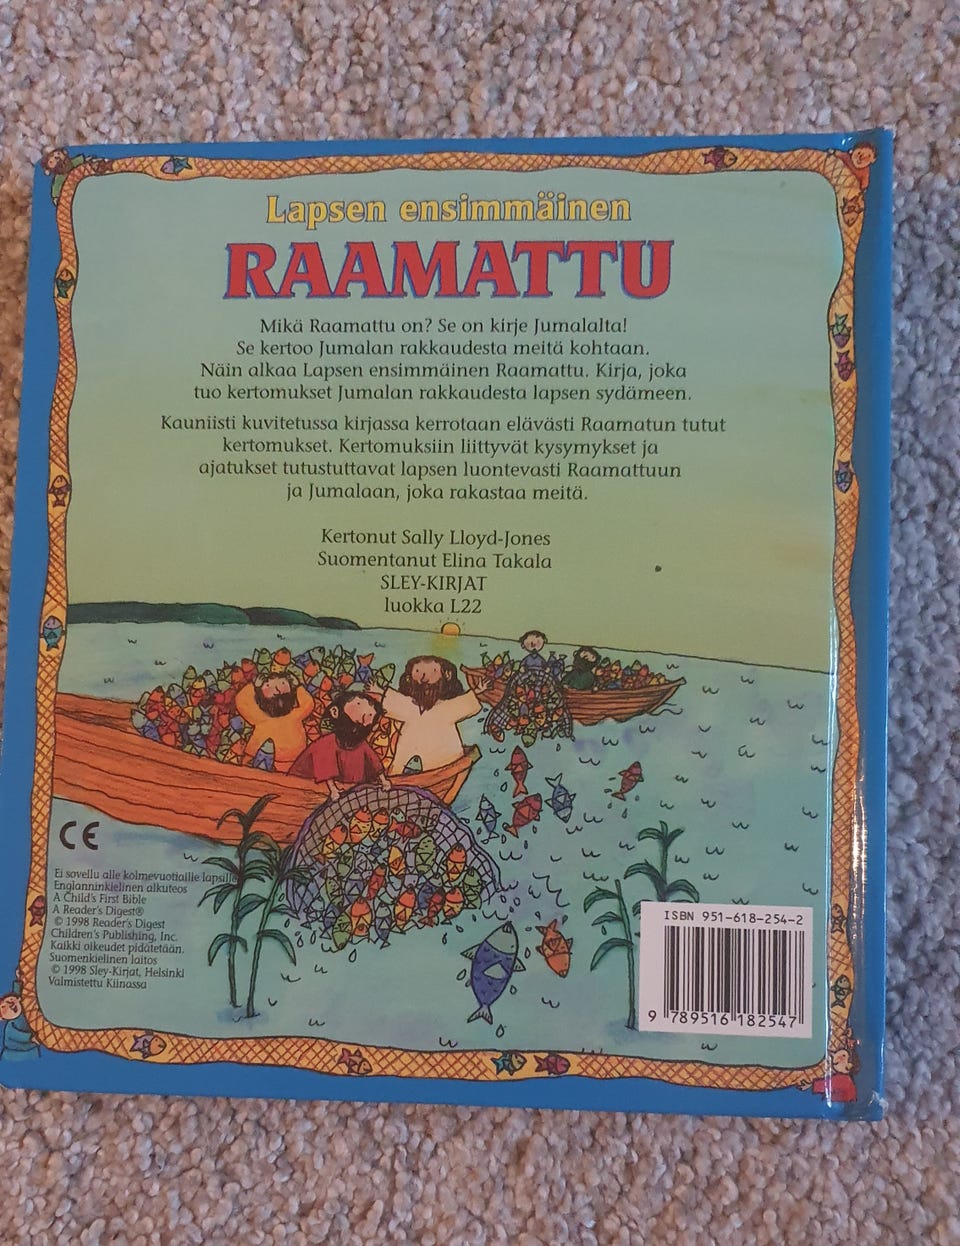 Lapsen ensimmäinen
RAAMATTU
Mikä Raamattu on? Se on kirje Jumalalta!
Se kertoo Jumalan rakkaudesta meitä kohtaan.
Näin alkaa Lapsen ensimmäinen Raamattu. Kirja, joka
tuo kertomukset Jumalan rakkaudesta lapsen sydämeen.
Kauniisti kuvitetussa kirjassa kerrotaan elävästi Raamatun tutut
kertomukset. Kertomuksiin liittyvät kysymykset ja
ajatukset tutustuttavat lapsen luontevasti Raamattuun
ja Jumalaan, joka rakastaa meitä.
Kertonut Sally Lloyd-Jones
Suomentanut Elina Takala
SLEY-KIRJAT
luokka L22
CE
Ei sovellu alle kolmevuotiaille lapsille
Englanninkielinen alkuteos
A Child's First Bible
A Reader's Digest®
© 1998 Reader's Digest
Children's Publishing, Inc.
Kaikki oikeudet pidätetään.
Suomenkielinen laitos
© 1998 Sley-Kirjat, Helsinki
Valmistettu Kiinassa
ISBN 951-618-254-2
9 789516 182547